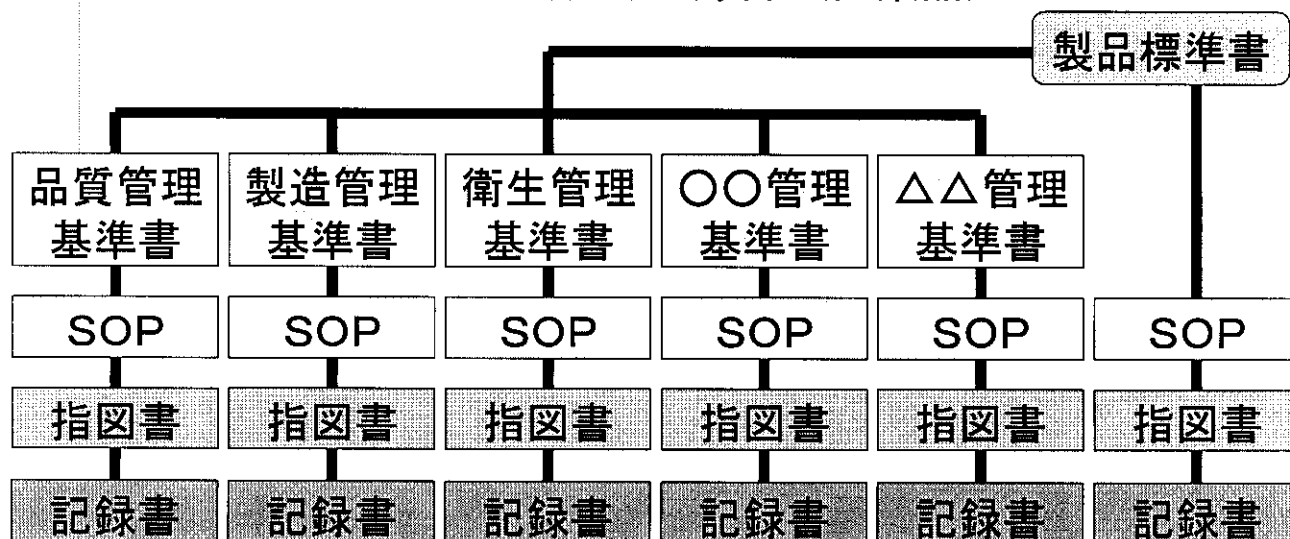 製品標準書
品質管理
基準書
製造管理
基準書
衛生管理
基準書
〇〇管理
基準書
△△管理
基準書
SOP
SOP
SOP
SOP
SOP
SOP
指図書
指図書
指図書
指図書
指図書
指図書
記録書
記録書
記録書
記録書
記録書
記録書